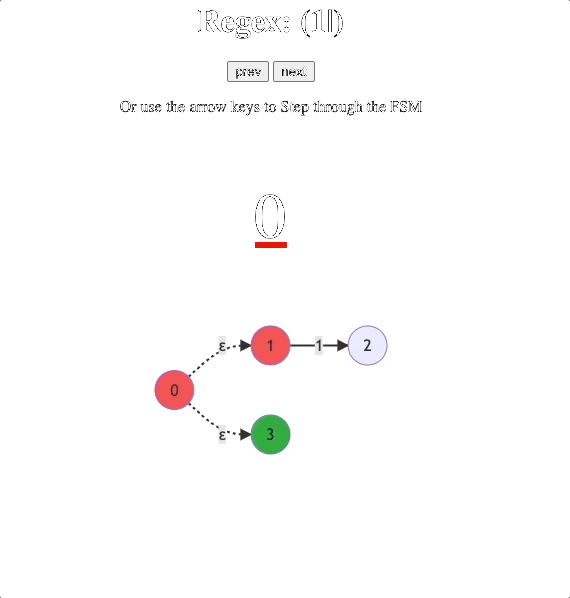 Regex: (1|)
prev next
Or use the arrow keys to Step through the FSM
0
ε 1 1 2
0
ε 3